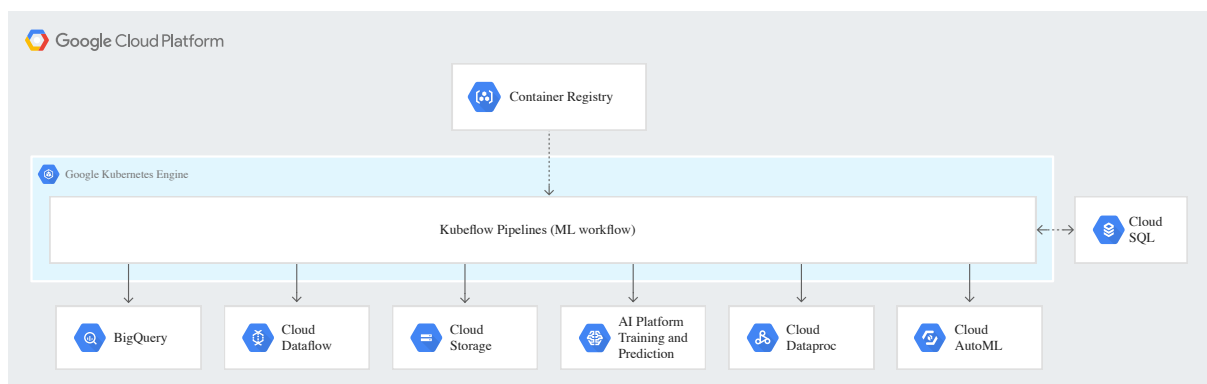 Google Cloud Platform
Container Registry
Google Kubernetes Engine
Kubeflow Pipelines (ML workflow)
Cloud
SQL
BigQuery
Cloud
Dataflow
Cloud
Storage
AI Platform
Training and
Prediction
Cloud
Dataproc
Cloud
AutoML